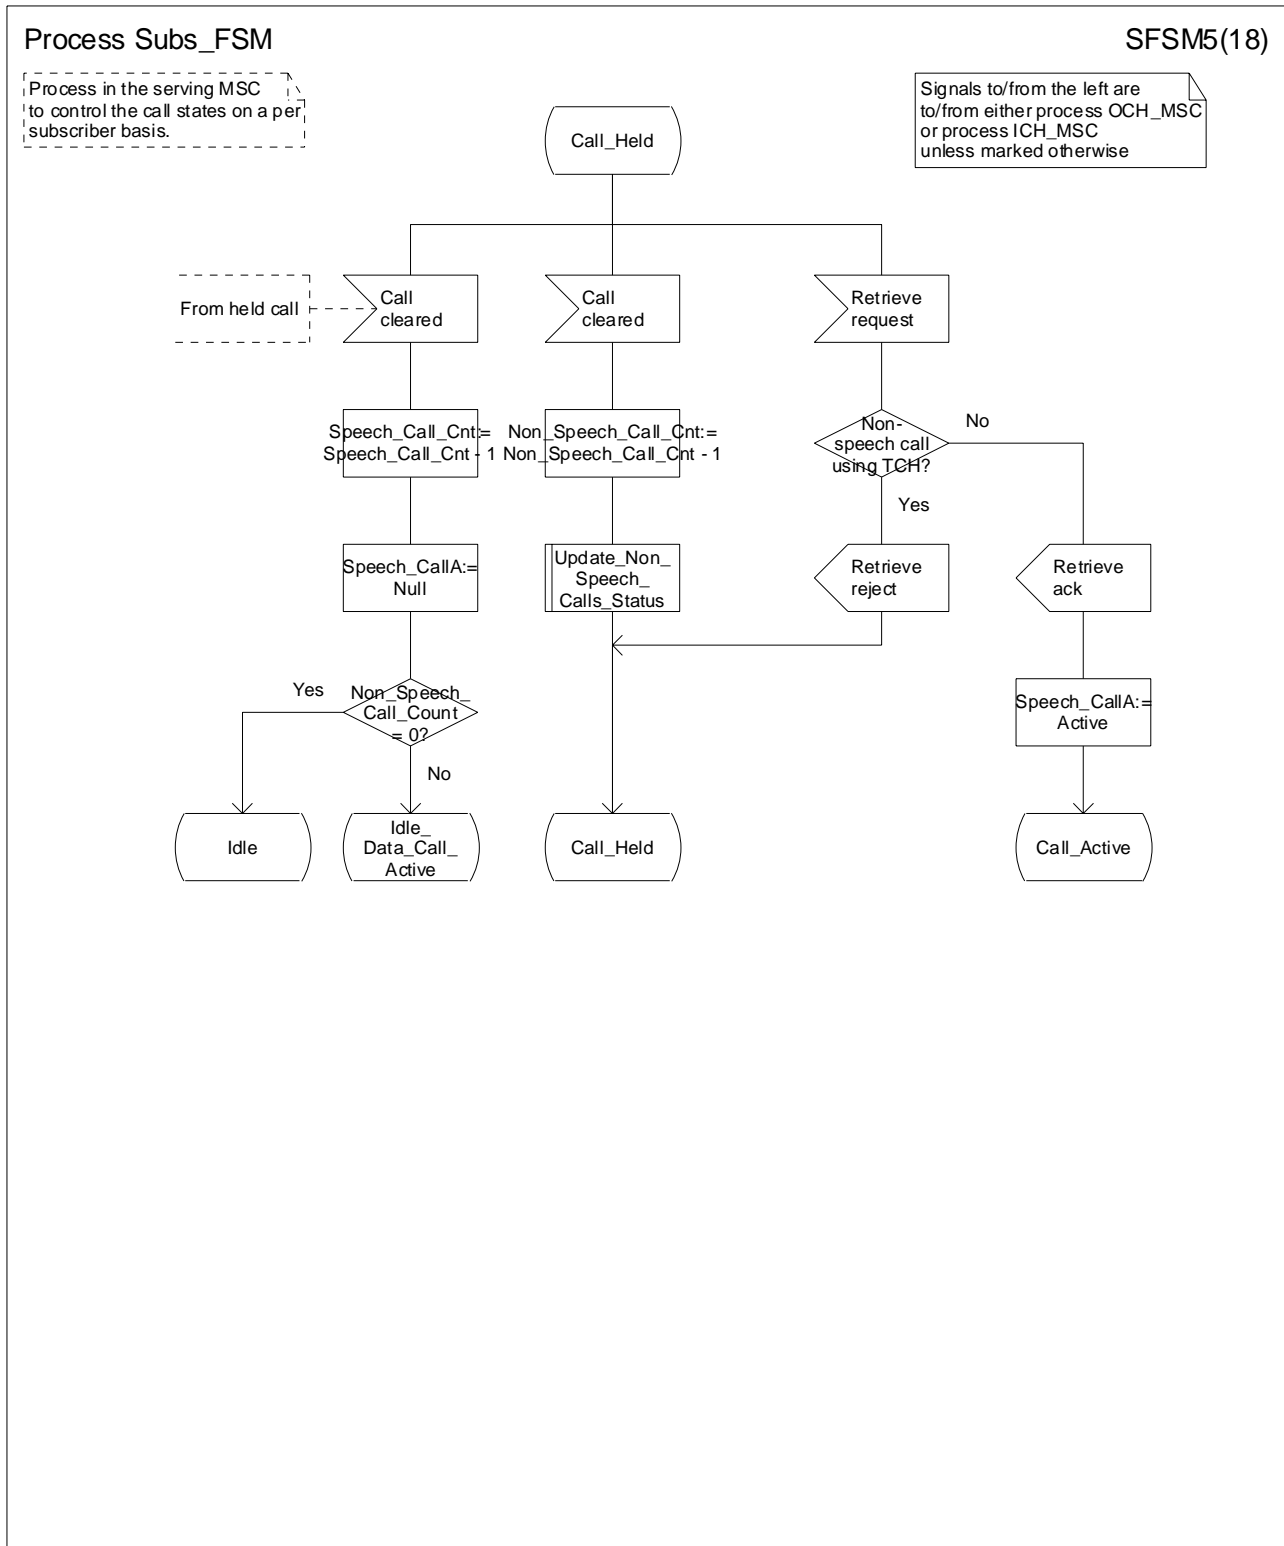 Process Subs_FSM
SFSM5(18)
Process in the serving MSC
to control the call states on a per
subscriber basis.
Signals to/from the left are
to/from either process OCH_MSC
or process ICH_MSC
unless marked otherwise
Call_Held
From held call
Call
cleared
Call
cleared
Retrieve
request
Speech_Call_Cnt:=
Speech_Call_Cnt - 1
Non_Speech_Call_Cnt:=
Non_Speech_Call_Cnt - 1
Non-
speech call
using TCH?
No
Yes
Speech_CallA:=
Null
Update_Non_
Speech_
Calls_Status
Retrieve
reject
Retrieve
ack
Yes
Non_Speech_
Call_Count
= 0?
No
Speech_CallA:=
Active
Idle
Idle_
Data_Call_
Active
Call_Held
Call_Active